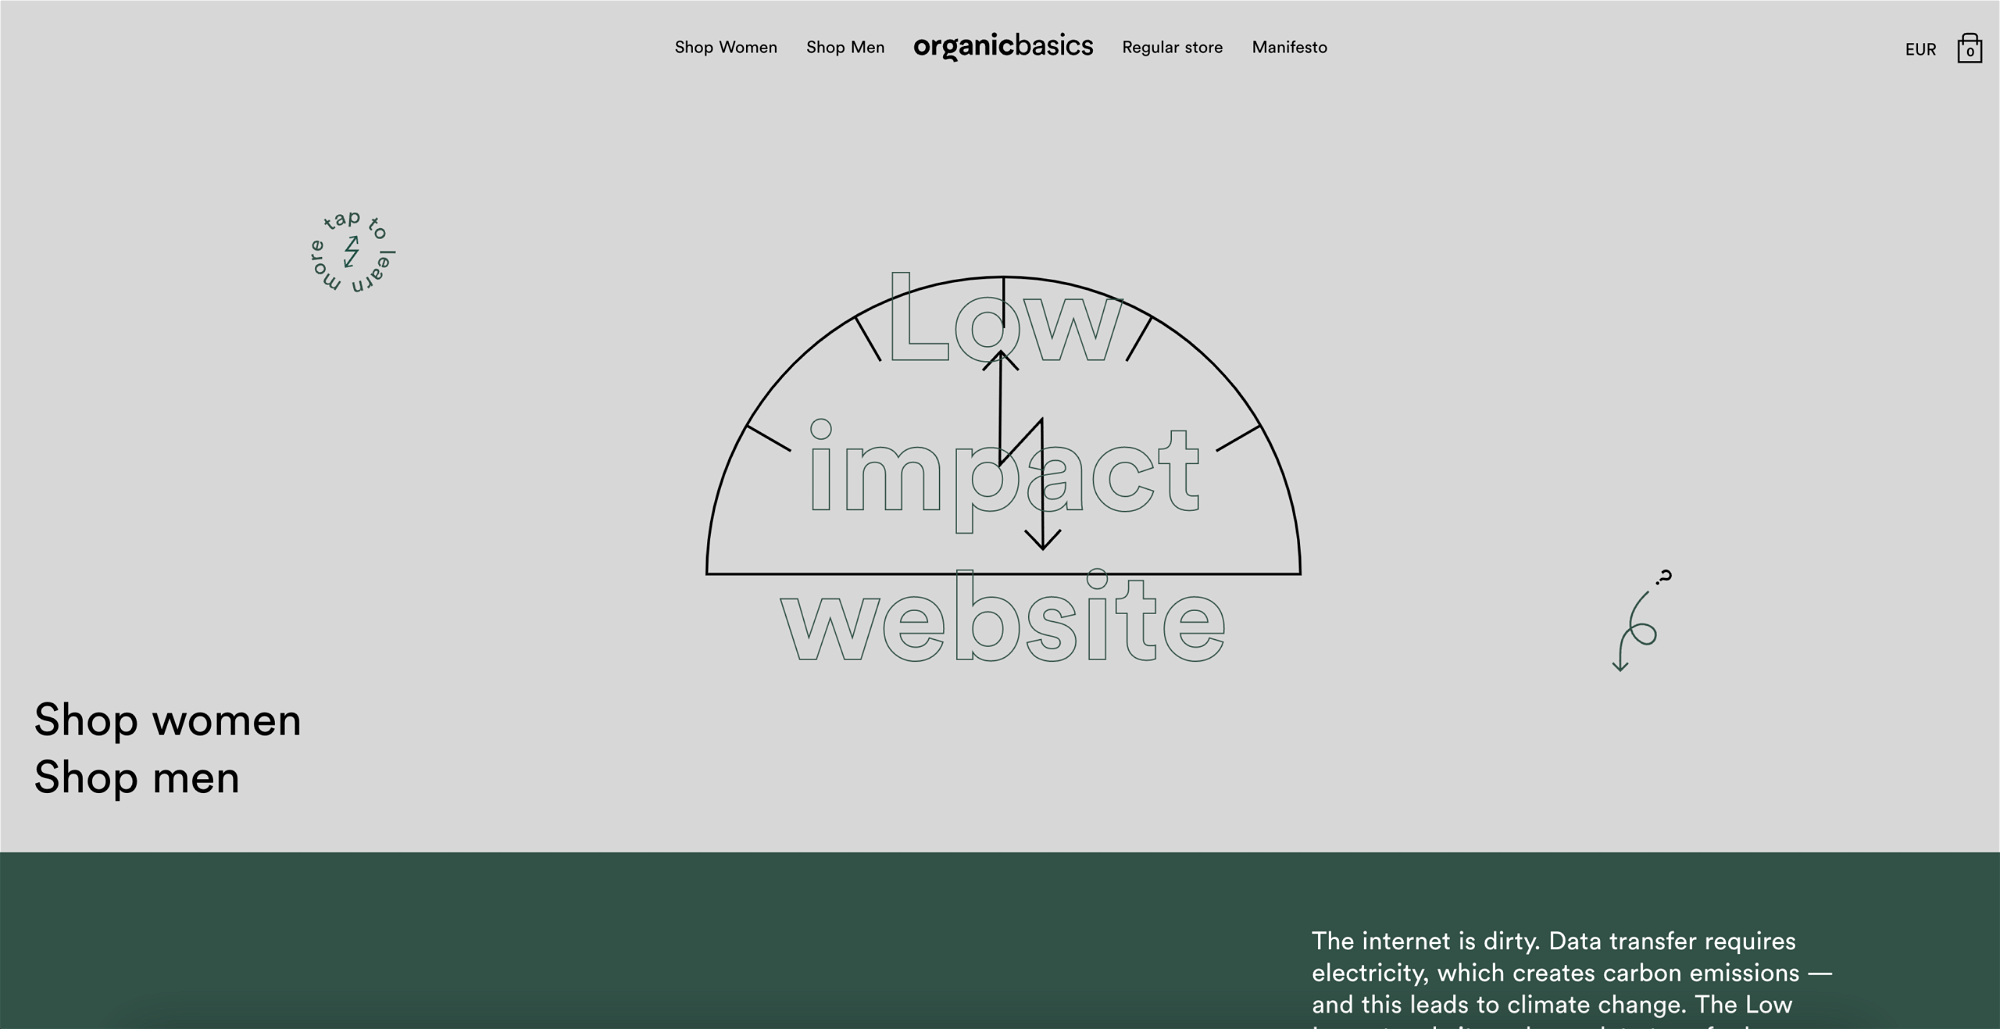 Shop Women
Shop Men
organicbasics
Regular store
Manifesto
EUR
0
tap to learn more
Low
impact
website
?
Shop women
Shop men
The internet is dirty. Data transfer requires
electricity, which creates carbon emissions —
and this leads to climate change. The Low